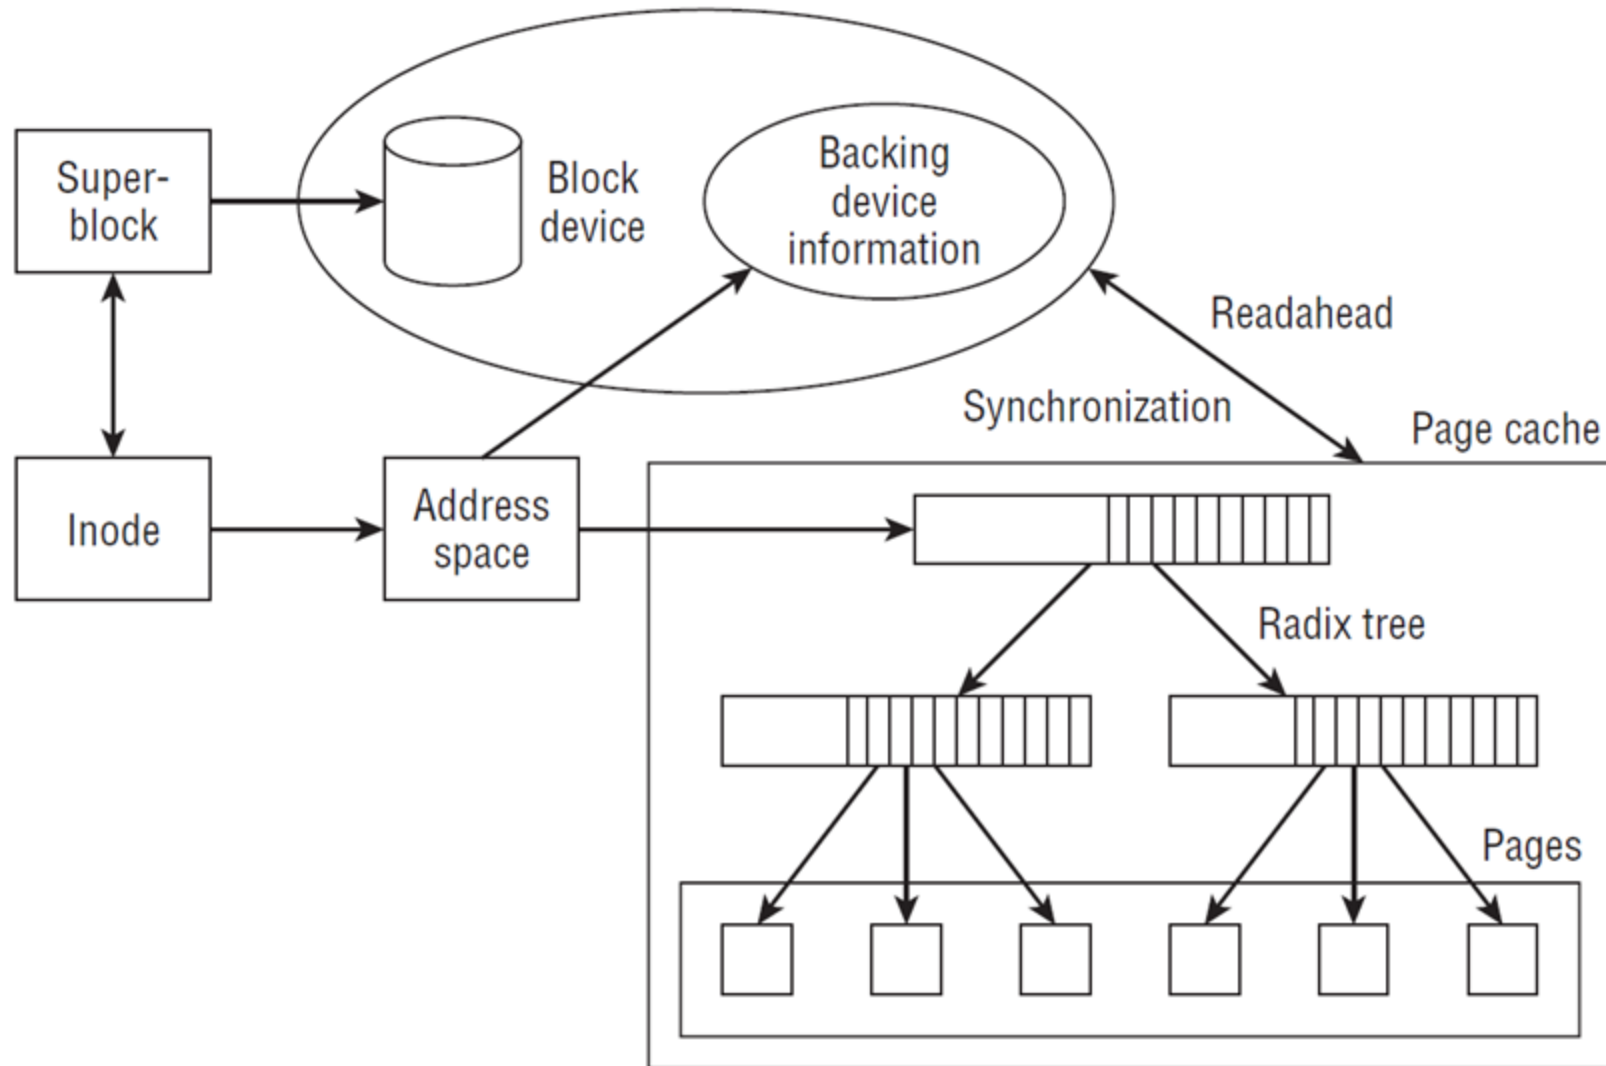 Super-
block
Block
device
Backing
device
information
Readahead
Synchronization
Page cache
Inode
Address
space
Radix tree
Pages